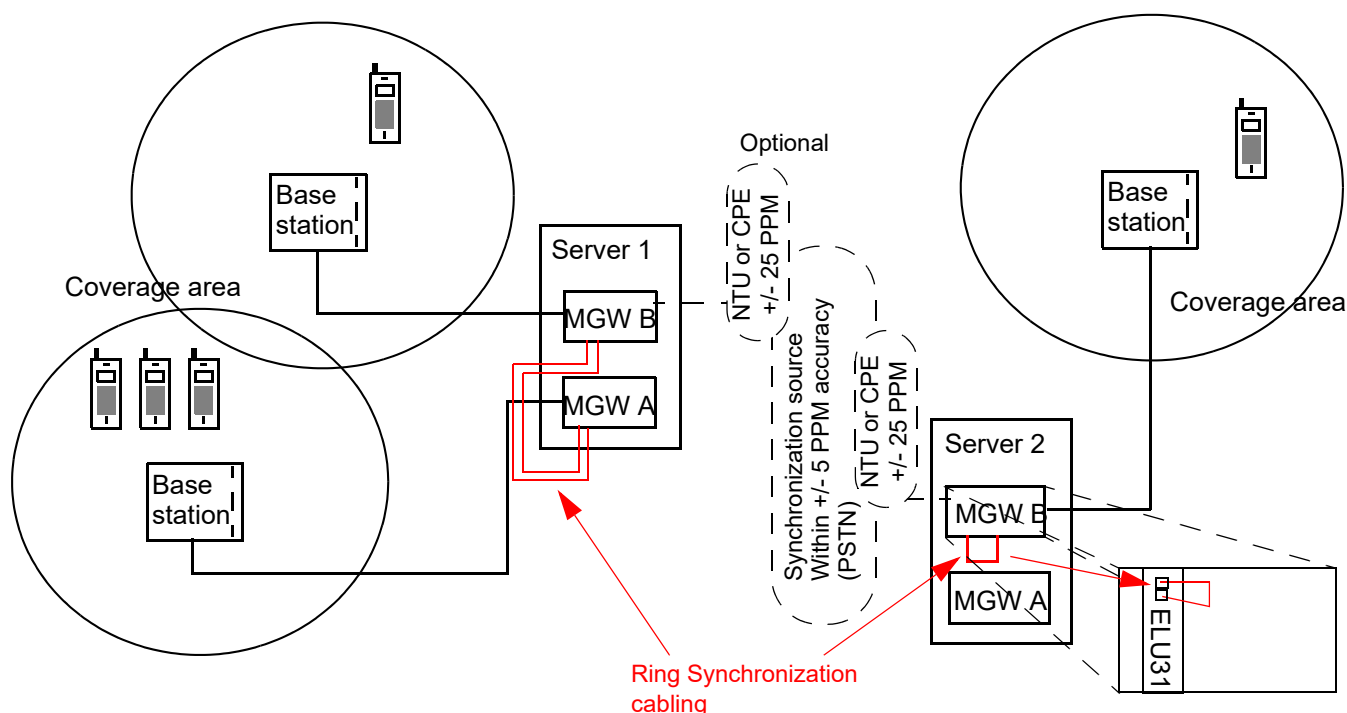 Optional
Base
station
NTU or CPE
+/- 25 PPM
Base
station
Server 1
Coverage area
MGW B
Coverage area
Synchronization source
Within +/- 5 PPM accuracy
(PSTN)
NTU or CPE
+/- 25 PPM
MGW A
Server 2
Base
station
MGW B
MGW A
ELU31
Ring Synchronization
cabling